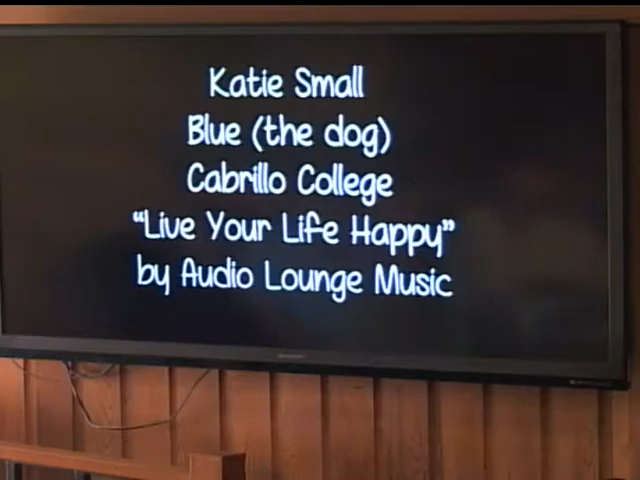 Katie Small
Blue (the dog)
Cabrillo College
“Live Your Life Happy”
by Audio Lounge Music